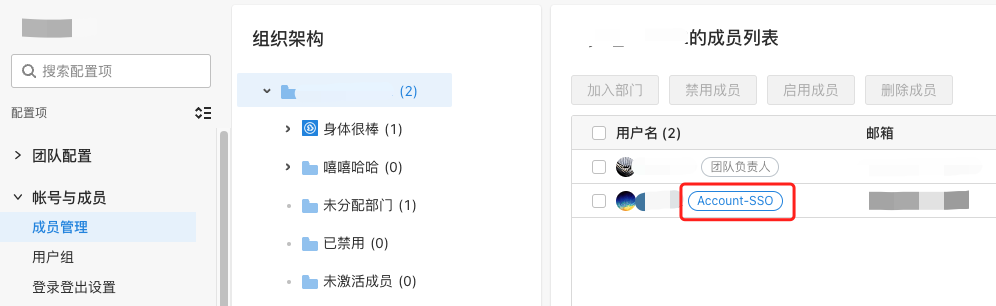 搜索配置项
配置项
团队配置
帐号与成员
成员管理
用户组
登录登出设置
组织架构
(2)
身体很棒 (1)
嘻嘻哈哈 (0)
未分配部门 (1)
已禁用 (0)
未激活成员 (0)
的成员列表
加入部门 禁用成员 启用成员 删除成员
用户名 (2) 邮箱
团队负责人
Account-SSO